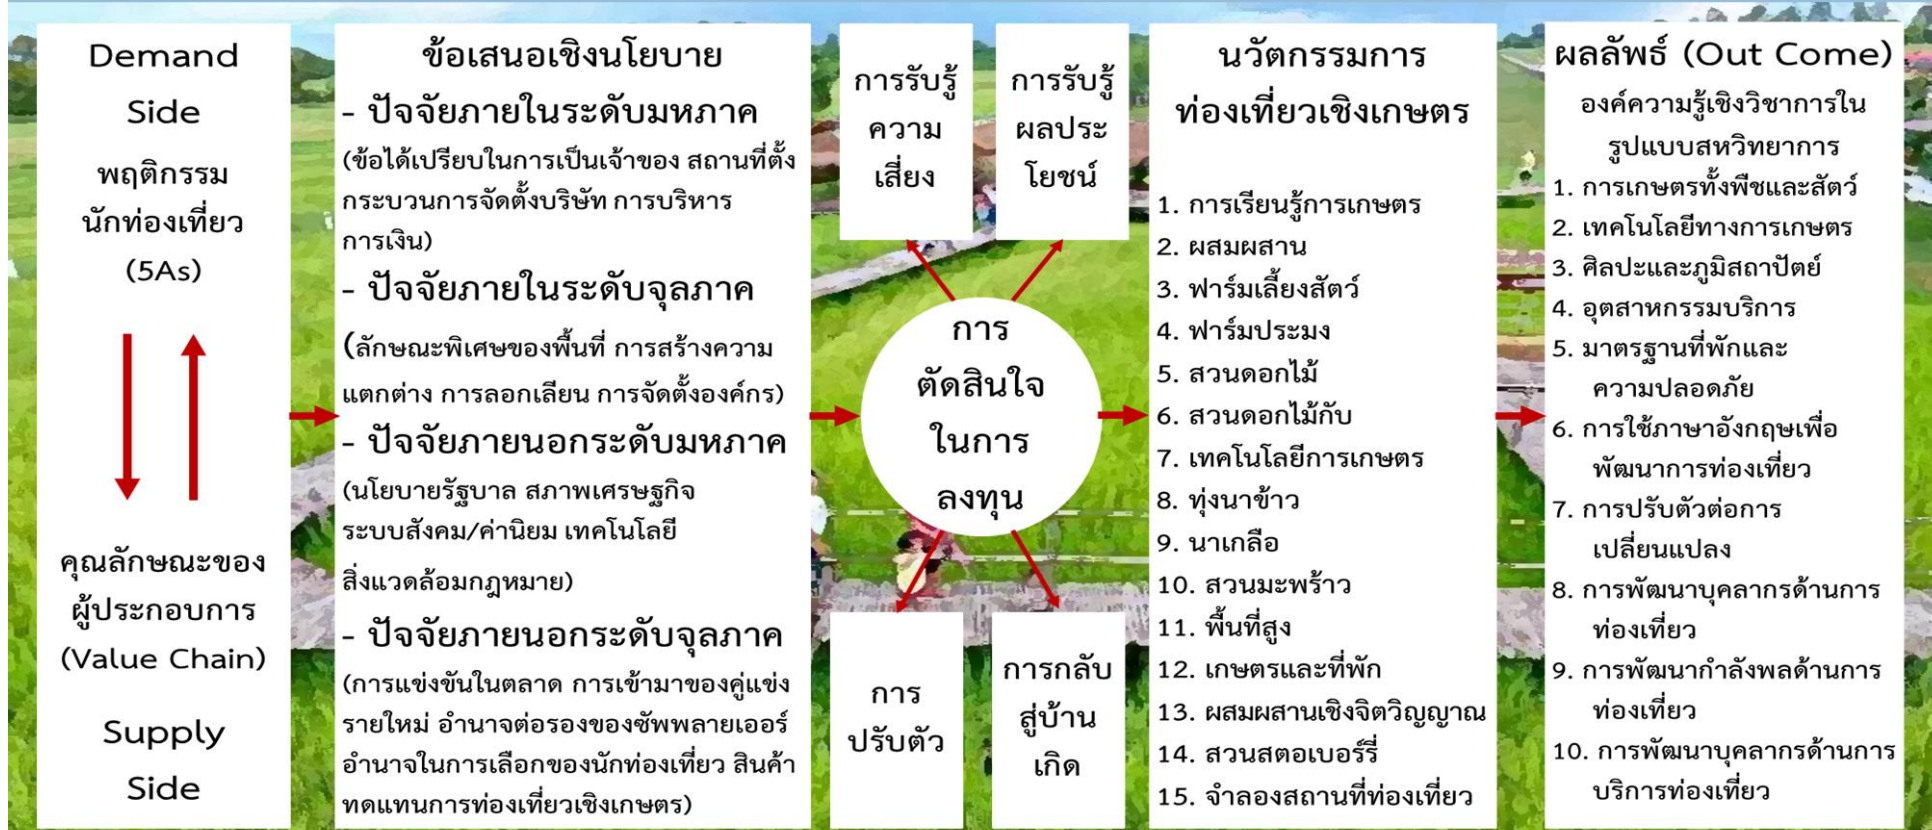 Demand
Side
พฤติกรรม
นักท่องเที่ยว
(5As)
คุณลักษณะของ
ผู้ประกอบการ
(Value Chain)
Supply
Side
ข้อเสนอเชิงนโยบาย
- ปัจจัยภายในระดับมหภาค
(ข้อได้เปรียบในการเป็นเจ้าของ สถานที่ตั้ง
กระบวนการจัดตั้งบริษัท การบริหาร
การเงิน)
- ปัจจัยภายในระดับจุลภาค
(ลักษณะพิเศษของพื้นที่ การสร้างความ
แตกต่าง การลอกเลียน การจัดตั้งองค์กร)
- ปัจจัยภายนอกระดับมหภาค
(นโยบายรัฐบาล สภาพเศรษฐกิจ
ระบบสังคม/ค่านิยม เทคโนโลยี
สิ่งแวดล้อมกฎหมาย)
- ปัจจัยภายนอกระดับจุลภาค
(การแข่งขันในตลาด การเข้ามาของคู่แข่ง
รายใหม่ อำนาจต่อรองของซัพพลายเออร์
อำนาจในการเลือกของนักท่องเที่ยว สินค้า
ทดแทนการท่องเที่ยวเชิงเกษตร)
การรับรู้
ความ
เสี่ยง
การรับรู้
ผลประ
โยชน์
การ
ตัดสินใจ
ในการ
ลงทุน
การ
ปรับตัว
การกลับ
สู่บ้าน
เกิด
นวัตกรรมการ
ท่องเที่ยวเชิงเกษตร
1. การเรียนรู้การเกษตร
2. ผสมผสาน
3. ฟาร์มเลี้ยงสัตว์
4. ฟาร์มประมง
5. สวนดอกไม้
6. สวนดอกไม้กับ
7. เทคโนโลยีการเกษตร
8. ทุ่งนาข้าว
9. นาเกลือ
10. สวนมะพร้าว
11. พื้นที่สูง
12. เกษตรและที่พัก
13. ผสมผสานเชิงจิตวิญญาณ
14. สวนสตอเบอร์รี่
15. จำลองสถานที่ท่องเที่ยว
ผลลัพธ์ (Out Come)
องค์ความรู้เชิงวิชาการใน
รูปแบบสหวิทยาการ
1. การเกษตรทั้งพืชและสัตว์
2. เทคโนโลยีทางการเกษตร
3. ศิลปะและภูมิสถาปัตย์
4. อุตสาหกรรมบริการ
5. มาตรฐานที่พักและ
ความปลอดภัย
6. การใช้ภาษาอังกฤษเพื่อ
พัฒนาการท่องเที่ยว
7. การปรับตัวต่อการ
เปลี่ยนแปลง
8. การพัฒนาบุคลากรด้านการ
ท่องเที่ยว
9. การพัฒนากำลังพลด้านการ
ท่องเที่ยว
10. การพัฒนาบุคลากรด้านการ
บริการท่องเที่ยว